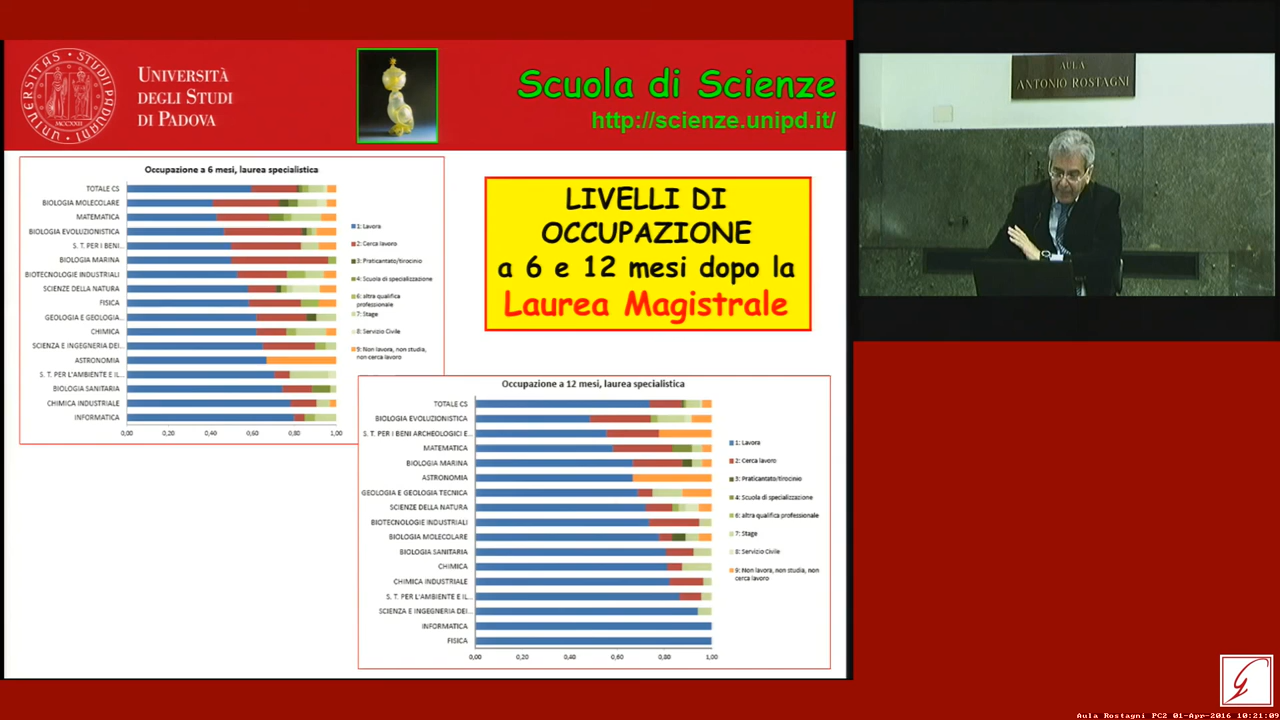 UNIVERSITÀ
DEGLI STUDI
DI PADOVA
UNIVERSITAS STUDII PADUANI
MCCXXII
Scuola di Scienze
http://scienze.unipd.it/
AULA
ANTONIO ROSTAGNI
LIVELLI DI
OCCUPAZIONE
a 6 e 12 mesi dopo la
Laurea Magistrale
Occupazione a 6 mesi, laurea specialistica
TOTALE CS
BIOLOGIA MOLECOLARE
MATEMATICA
BIOLOGIA EVOLUZIONISTICA
S. T. PER I BENI...
BIOLOGIA MARINA
BIOTECNOLOGIE INDUSTRIALI
SCIENZE DELLA NATURA
FISICA
GEOLOGIA E GEOLOGIA...
CHIMICA
SCIENZA E INGEGNERIA DEI...
ASTRONOMIA
S. T. PER L'AMBIENTE E IL...
BIOLOGIA SANITARIA
CHIMICA INDUSTRIALE
INFORMATICA
0,00 0,20 0,40 0,60 0,80 1,00
1: Lavora
2: Cerca lavoro
3: Praticantato/tirocinio
4: Scuola di specializzazione
6: altra qualifica
professionale
7: Stage
8: Servizio Civile
9: Non lavora, non studia,
non cerca lavoro
Occupazione a 12 mesi, laurea specialistica
TOTALE CS
BIOLOGIA EVOLUZIONISTICA
S. T. PER I BENI ARCHEOLOGICI E...
MATEMATICA
BIOLOGIA MARINA
ASTRONOMIA
GEOLOGIA E GEOLOGIA TECNICA
SCIENZE DELLA NATURA
BIOTECNOLOGIE INDUSTRIALI
BIOLOGIA MOLECOLARE
BIOLOGIA SANITARIA
CHIMICA
CHIMICA INDUSTRIALE
S. T. PER L'AMBIENTE E IL...
SCIENZA E INGEGNERIA DEI...
INFORMATICA
FISICA
0,00 0,20 0,40 0,60 0,80 1,00
1: Lavora
2: Cerca lavoro
3: Praticantato/tirocinio
4: Scuola di specializzazione
6: altra qualifica professionale
7: Stage
8: Servizio Civile
9: Non lavora, non studia, non
cerca lavoro
Aula Rostagni PC2 01-Apr-2016 10:21:09